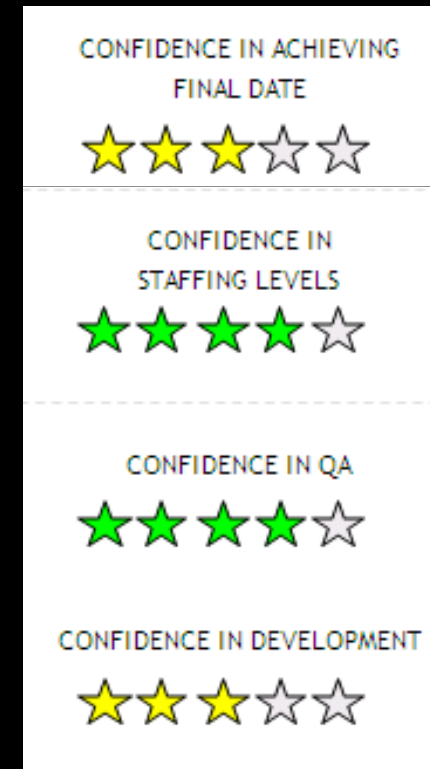 CONFIDENCE IN ACHIEVING
FINAL DATE
CONFIDENCE IN
STAFFING LEVELS
CONFIDENCE IN QA
CONFIDENCE IN DEVELOPMENT